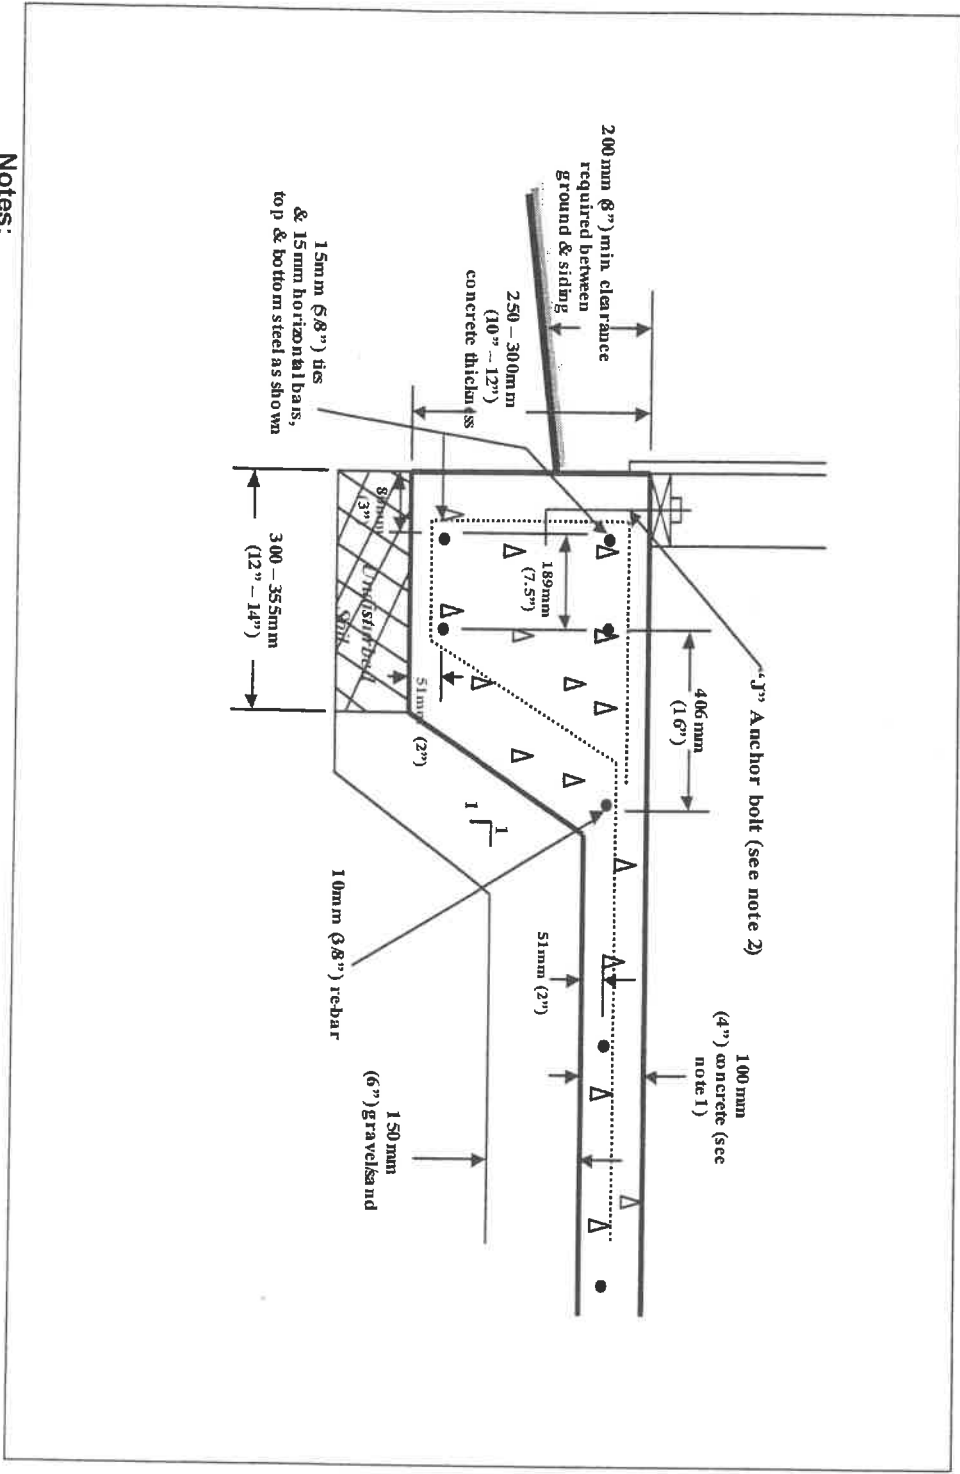 "J" Anchor bolt (see note 2)
100mm
(4") concrete (see
note 1)
406mm
(16")
200mm (8") min. clearance
required between
ground & siding
189mm
(7.5")
250 – 300mm
(10" – 12")
concrete thickness
51mm (2")
51mm (2")
80mm
(3")
Undisturbed
Soil
1
1
15mm (5/8") ties
& 15mm horizontal bars,
top & bottom steel as shown
300 – 355mm
(12" – 14")
10mm (3/8") re-bar
150mm
(6") gravel/sand
Notes: